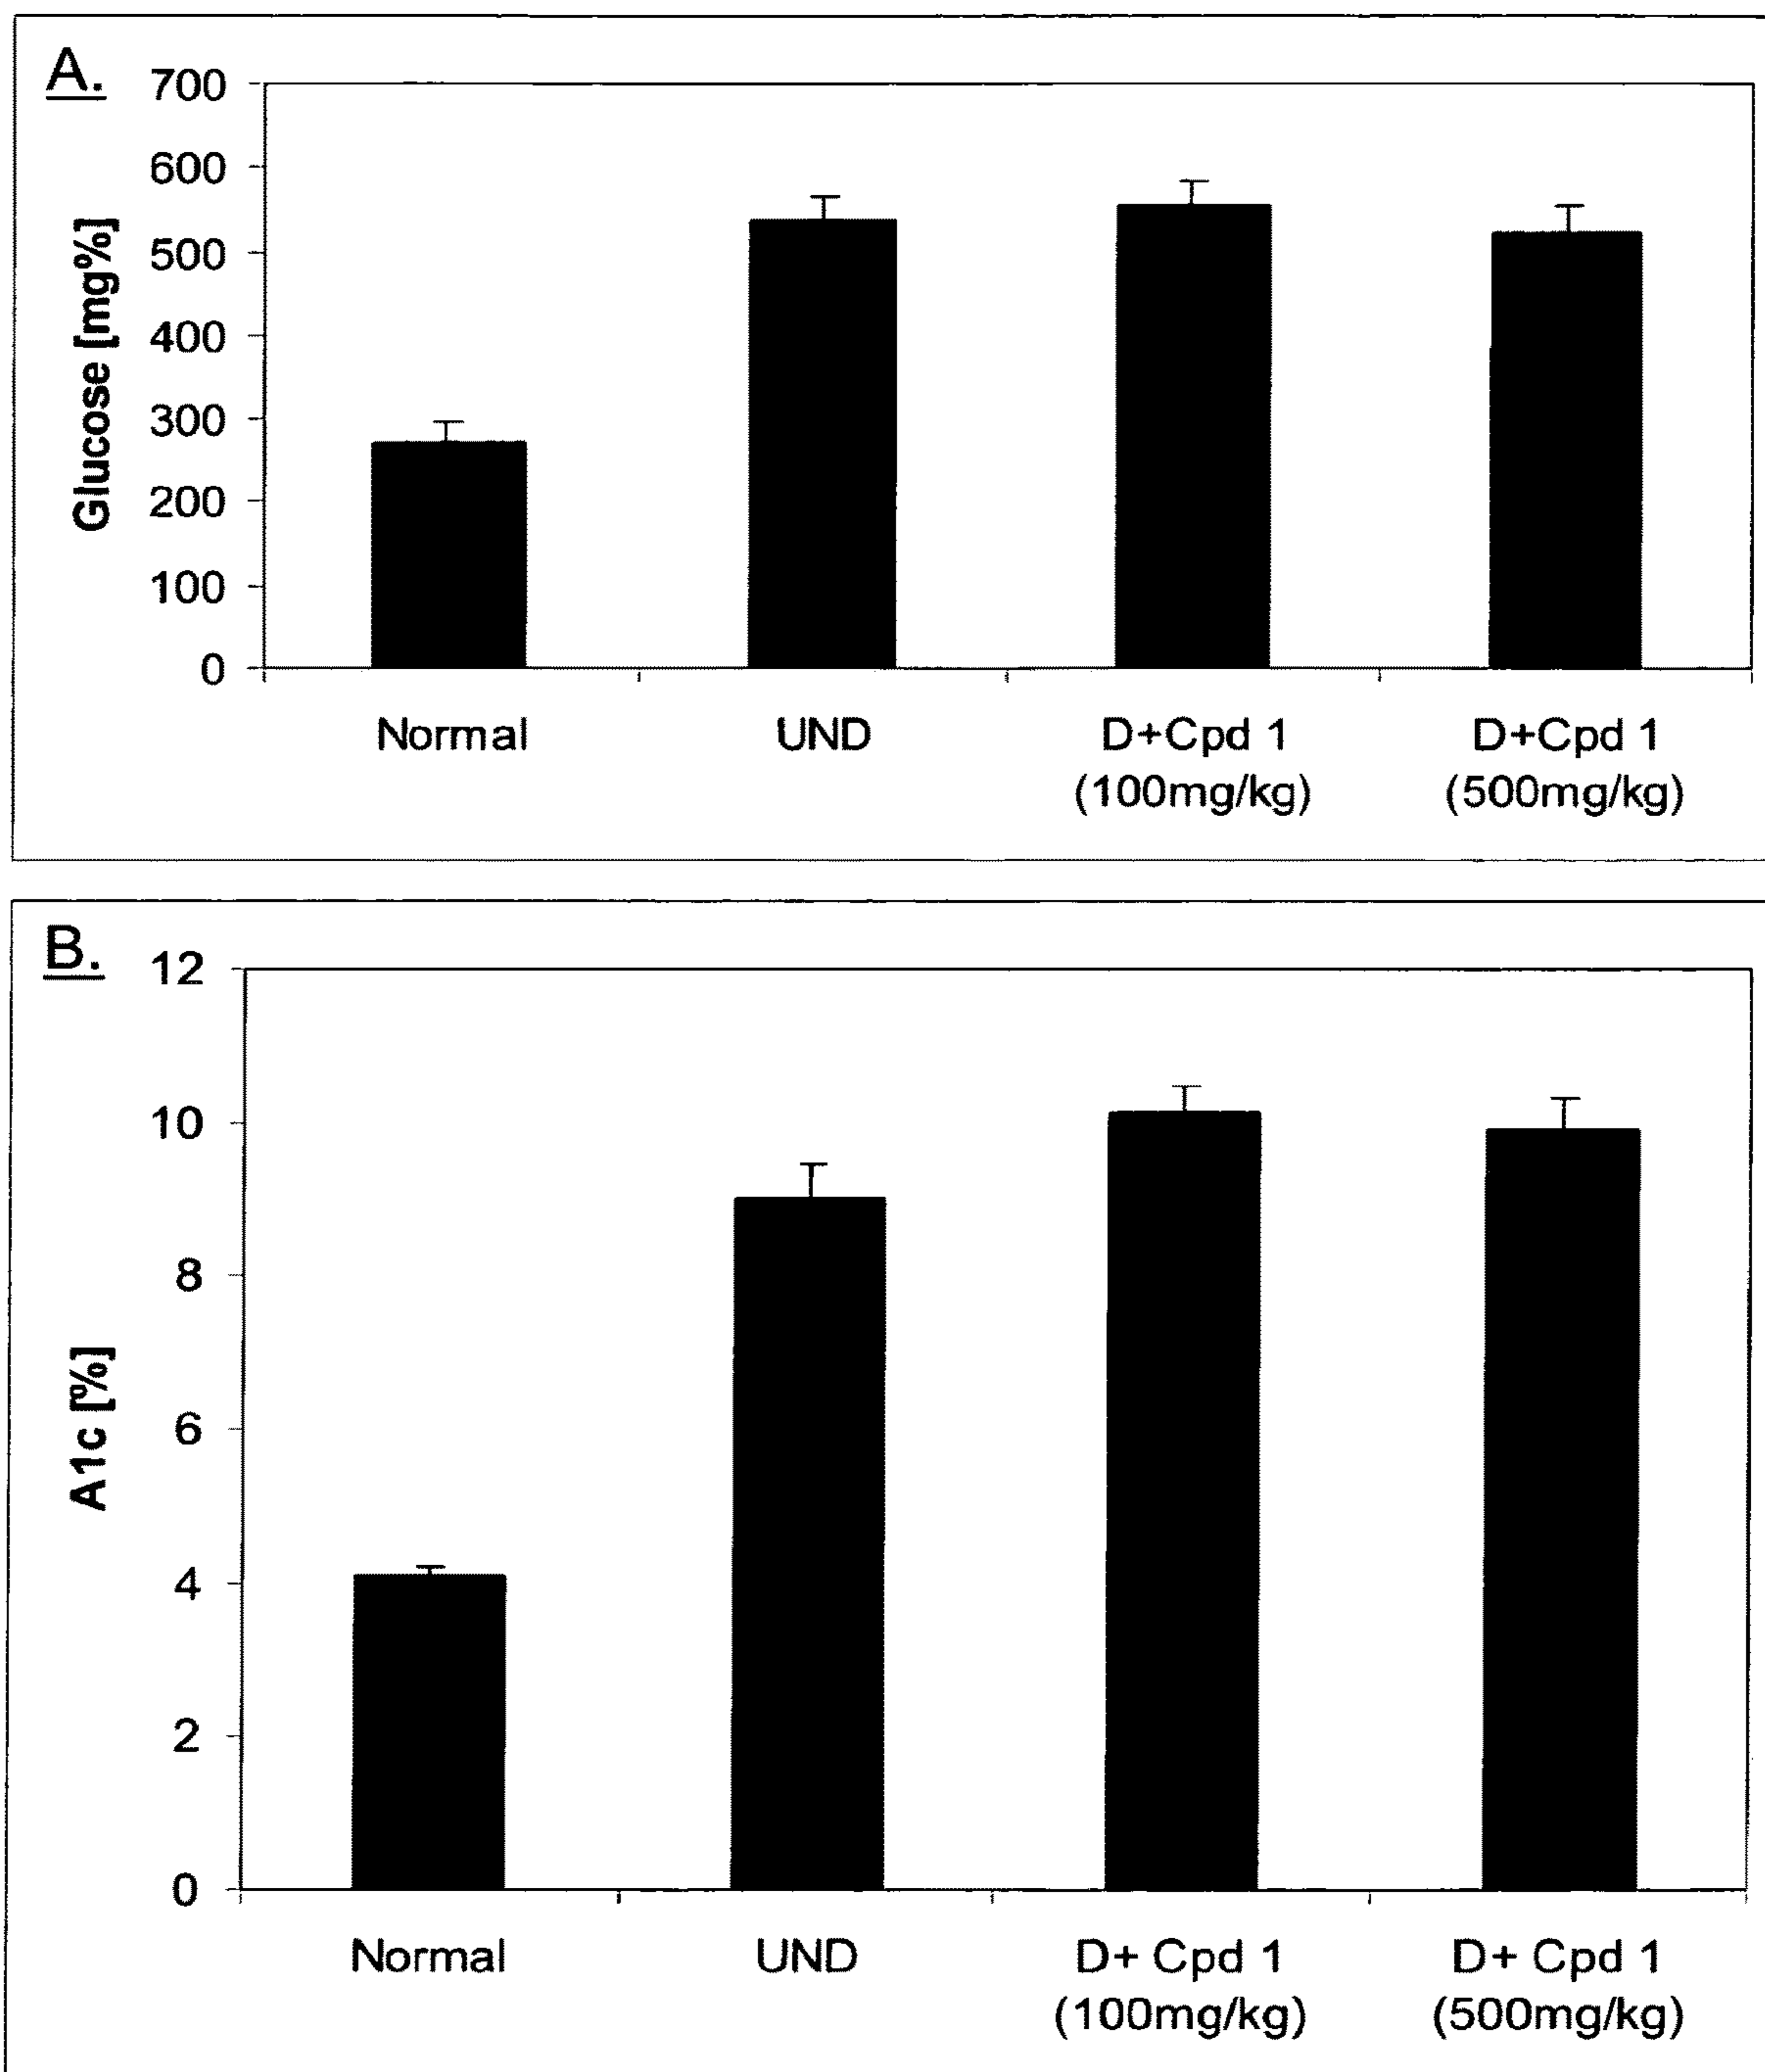 A.
700
600
500
400
300
200
100
0
Glucose [mg%]
Normal
UND
D+Cpd 1
(100mg/kg)
D+Cpd 1
(500mg/kg)
B.
12
10
8
6
4
2
0
A1c [%]
Normal
UND
D+ Cpd 1
(100mg/kg)
D+ Cpd 1
(500mg/kg)